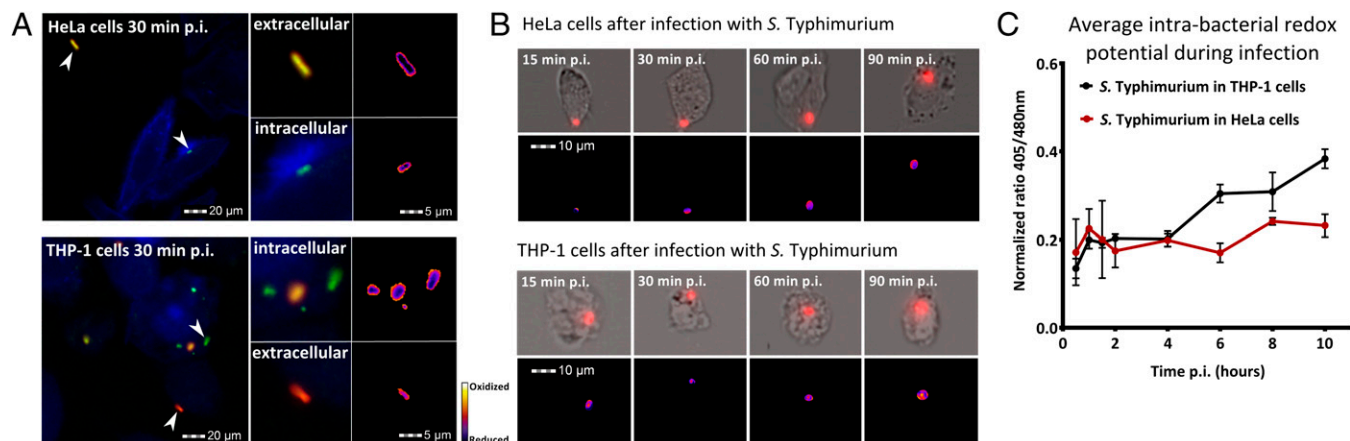 A
HeLa cells 30 min p.i.
extracellular
intracellular
20 µm
5 µm
THP-1 cells 30 min p.i.
intracellular
extracellular
20 µm
5 µm
Oxidized
Reduced
B
HeLa cells after infection with S. Typhimurium
15 min p.i.
30 min p.i.
60 min p.i.
90 min p.i.
10 µm
THP-1 cells after infection with S. Typhimurium
15 min p.i.
30 min p.i.
60 min p.i.
90 min p.i.
10 µm
C
Average intra-bacterial redox
potential during infection
Normalized ratio 405/480nm
0.6
0.4
0.2
0.0
S. Typhimurium in THP-1 cells
S. Typhimurium in HeLa cells
0 2 4 6 8 10
Time p.i. (hours)